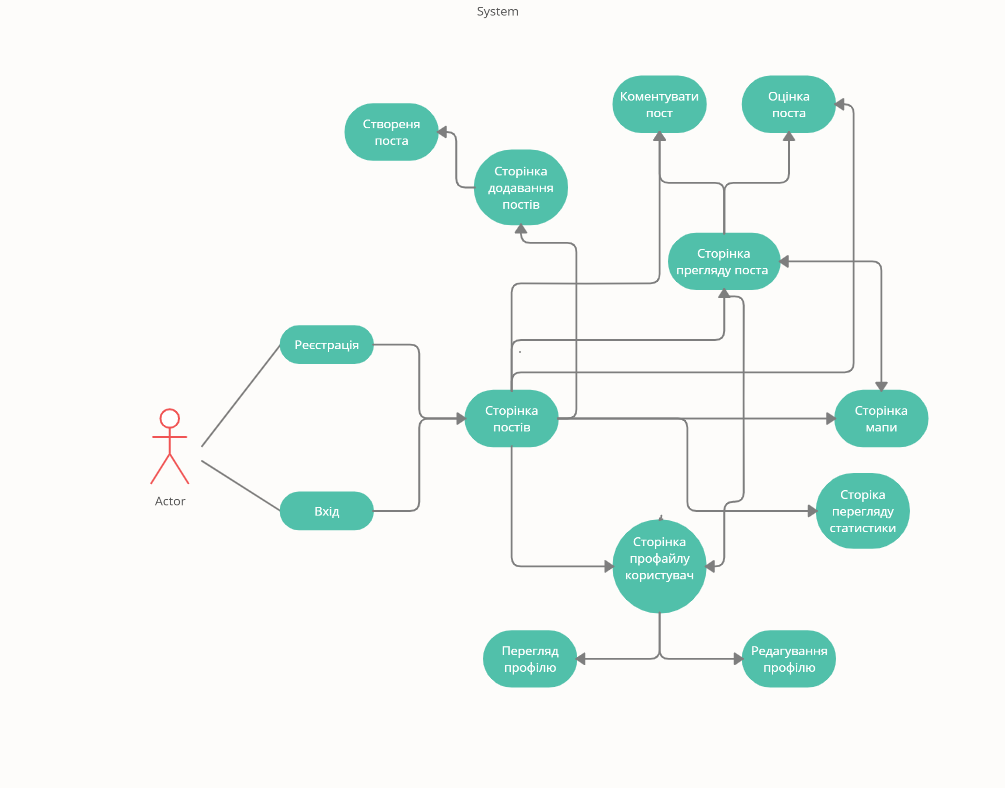 System
Коментувати
пост
Оцінка
поста
Створеня
поста
Сторінка
додавання
постів
Сторінка
прегляду поста
Реєстрація
Сторінка
постів
Сторінка
мапи
Actor
Вхід
Сторіка
перегляду
статистики
Сторінка
профайлу
користувач
Перегляд
профілю
Редагування
профілю